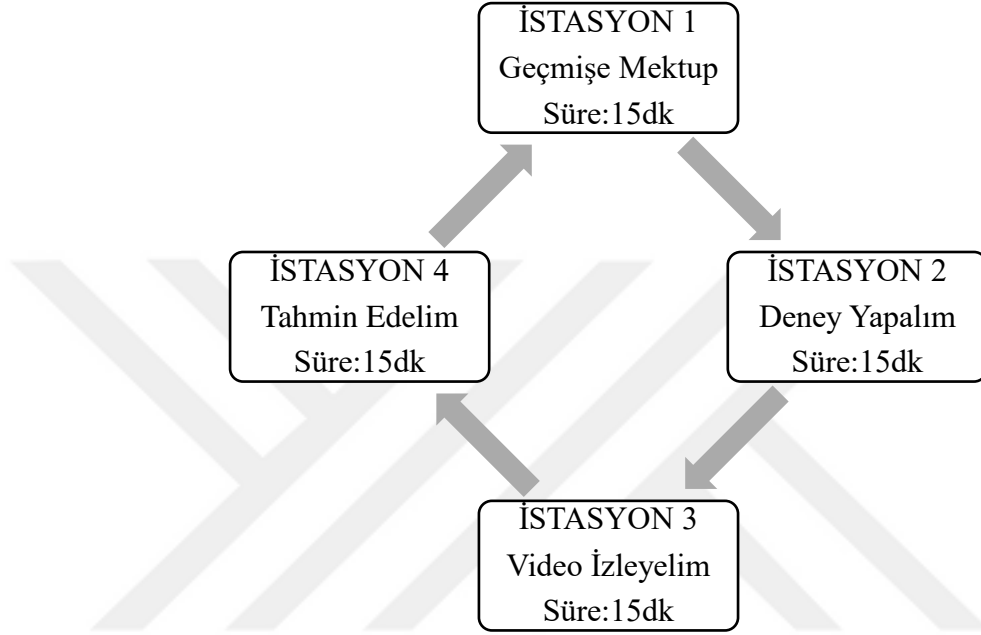 İSTASYON 1
Geçmişe Mektup
Süre:15dk
İSTASYON 4
Tahmin Edelim
Süre:15dk
İSTASYON 2
Deney Yapalım
Süre:15dk
İSTASYON 3
Video İzleyelim
Süre:15dk